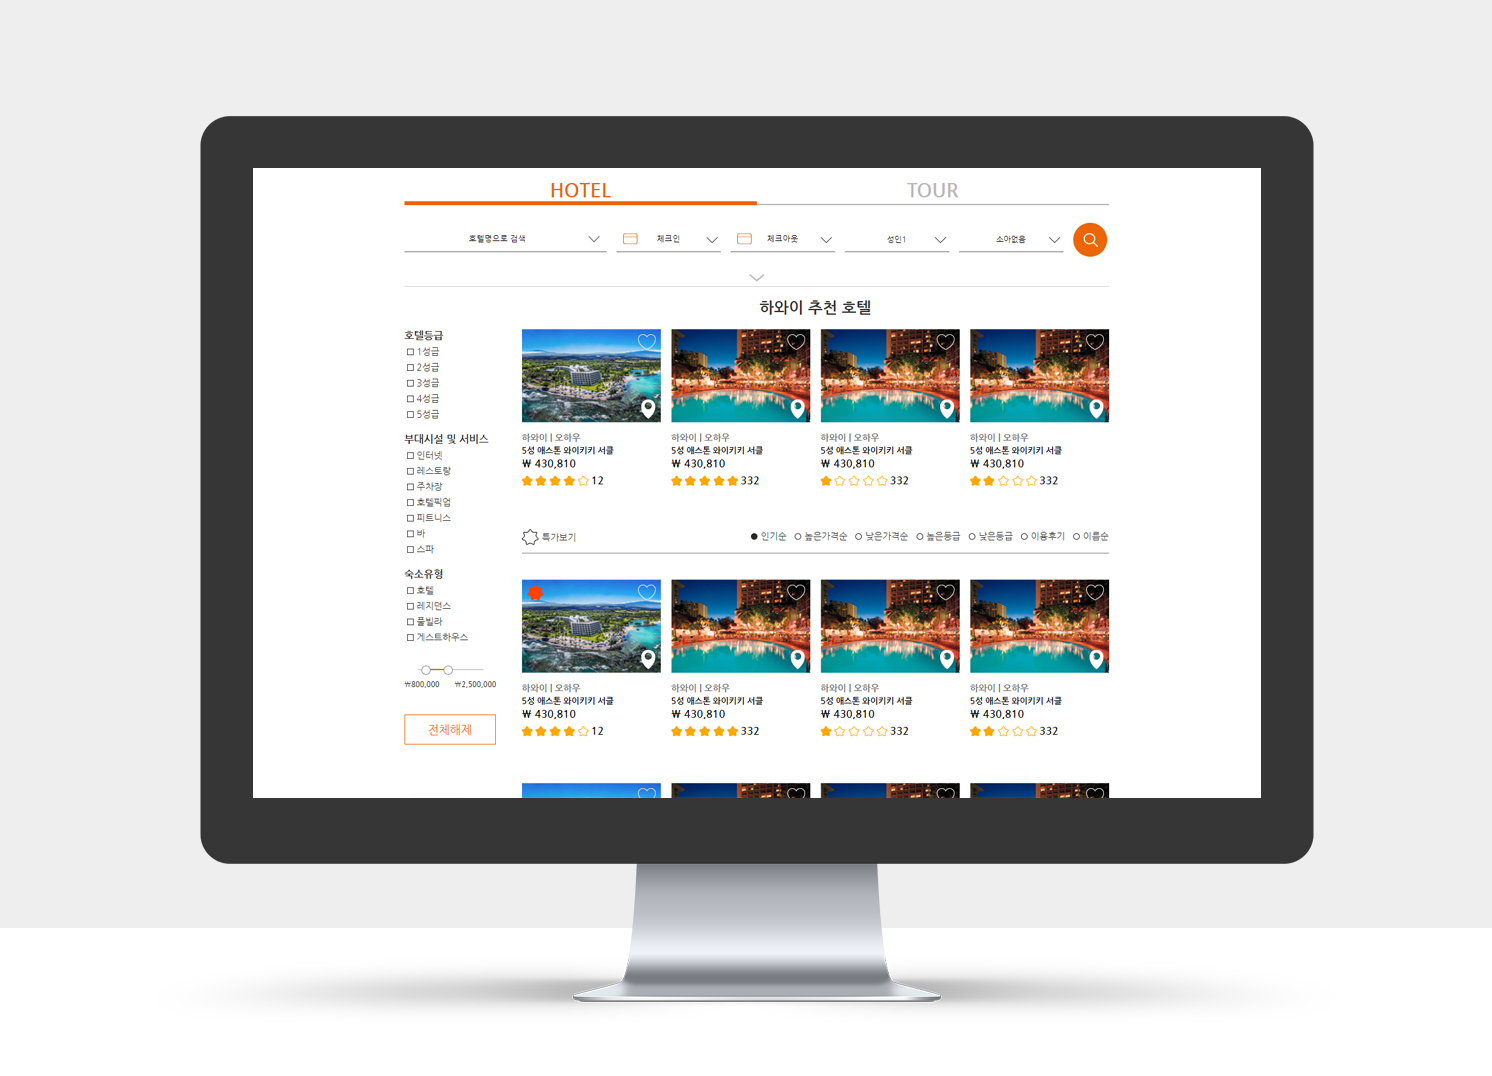 HOTEL TOUR
호텔명으로 검색 체크인 체크아웃 성인1 소아없음
하와이 추천 호텔
호텔등급
1성급
2성급
3성급
4성급
5성급
부대시설 및 서비스
인터넷
레스토랑
주차장
호텔픽업
피트니스
바
스파
숙소유형
호텔
레지던스
풀빌라
게스트하우스
₩800,000 ₩2,500,000
전체해제
하와이 | 오하우 하와이 | 오하우 하와이 | 오하우 하와이 | 오하우
5성 애스톤 와이키키 서클 5성 애스톤 와이키키 서클 5성 애스톤 와이키키 서클 5성 애스톤 와이키키 서클
₩ 430,810 ₩ 430,810 ₩ 430,810 ₩ 430,810
12 332 332 332
특가보기 인기순 높은가격순 낮은가격순 높은등급 낮은등급 이용후기 이름순
하와이 | 오하우 하와이 | 오하우 하와이 | 오하우 하와이 | 오하우
5성 애스톤 와이키키 서클 5성 애스톤 와이키키 서클 5성 애스톤 와이키키 서클 5성 애스톤 와이키키 서클
₩ 430,810 ₩ 430,810 ₩ 430,810 ₩ 430,810
12 332 332 332